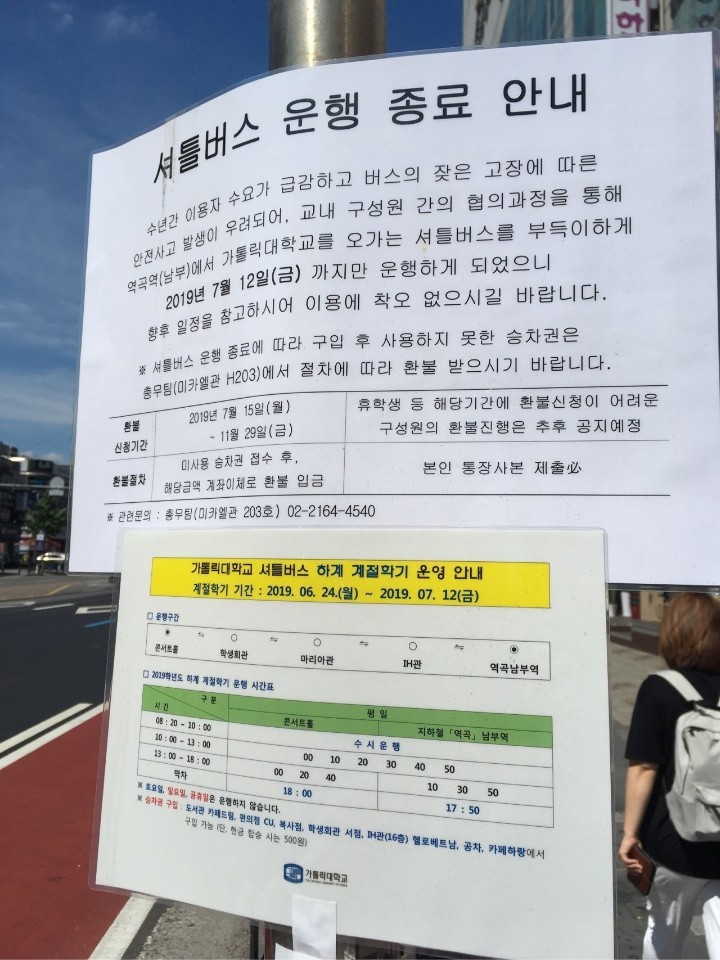 셔틀버스 운행 종료 안내
수년간 이용자 수요가 급감하고 버스의 잦은 고장에 따른
안전사고 발생이 우려되어, 교내 구성원 간의 협의과정을 통해
역곡역(남부)에서 가톨릭대학교를 오가는 셔틀버스를 부득이하게
2019년 7월 12일(금) 까지만 운행하게 되었으니
향후 일정을 참고하시어 이용에 착오 없으시길 바랍니다.
※ 셔틀버스 운행 종료에 따라 구입 후 사용하지 못한 승차권은
총무팀(미카엘관 H203)에서 절차에 따라 환불 받으시기 바랍니다.
환불 신청기간
2019년 7월 15일(월)
~ 11월 29일(금)
휴학생 등 해당기간에 환불신청이 어려운
구성원의 환불진행은 추후 공지예정
환불절차
미사용 승차권 접수 후,
해당금액 계좌이체로 환불 입금
본인 통장사본 제출必
※ 관련문의 : 총무팀(미카엘관 203호) 02-2164-4540
가톨릭대학교 셔틀버스 하계 계절학기 운영 안내
계절학기 기간 : 2019. 06. 24.(월) ~ 2019. 07. 12(금)
□ 운행구간
콘서트홀 ⇋ 학생회관 ⇋ 마리아관 ⇋ IH관 ⇋ 역곡남부역
□ 2019학년도 하계 계절학기 운행 시간표
구 분 평 일
시 간 콘서트홀 지하철「역곡」남부역
08 : 20 ~ 10 : 00 수 시 운 행
10 : 00 ~ 13 : 00 00 10 20 30 40 50
13 : 00 ~ 18 : 00 00 20 40 10 30 50
막차 18 : 00 17 : 50
※ 토요일, 일요일, 공휴일은 운행하지 않습니다.
※ 승차권 구입 : 도서관 카페드림, 편의점 CU, 복사점, 학생회관 서점, IH관(16층) 헬로베트남, 공차, 카페하랑에서
구입 가능 (단, 현금 탑승 시는 500원)
가톨릭대학교